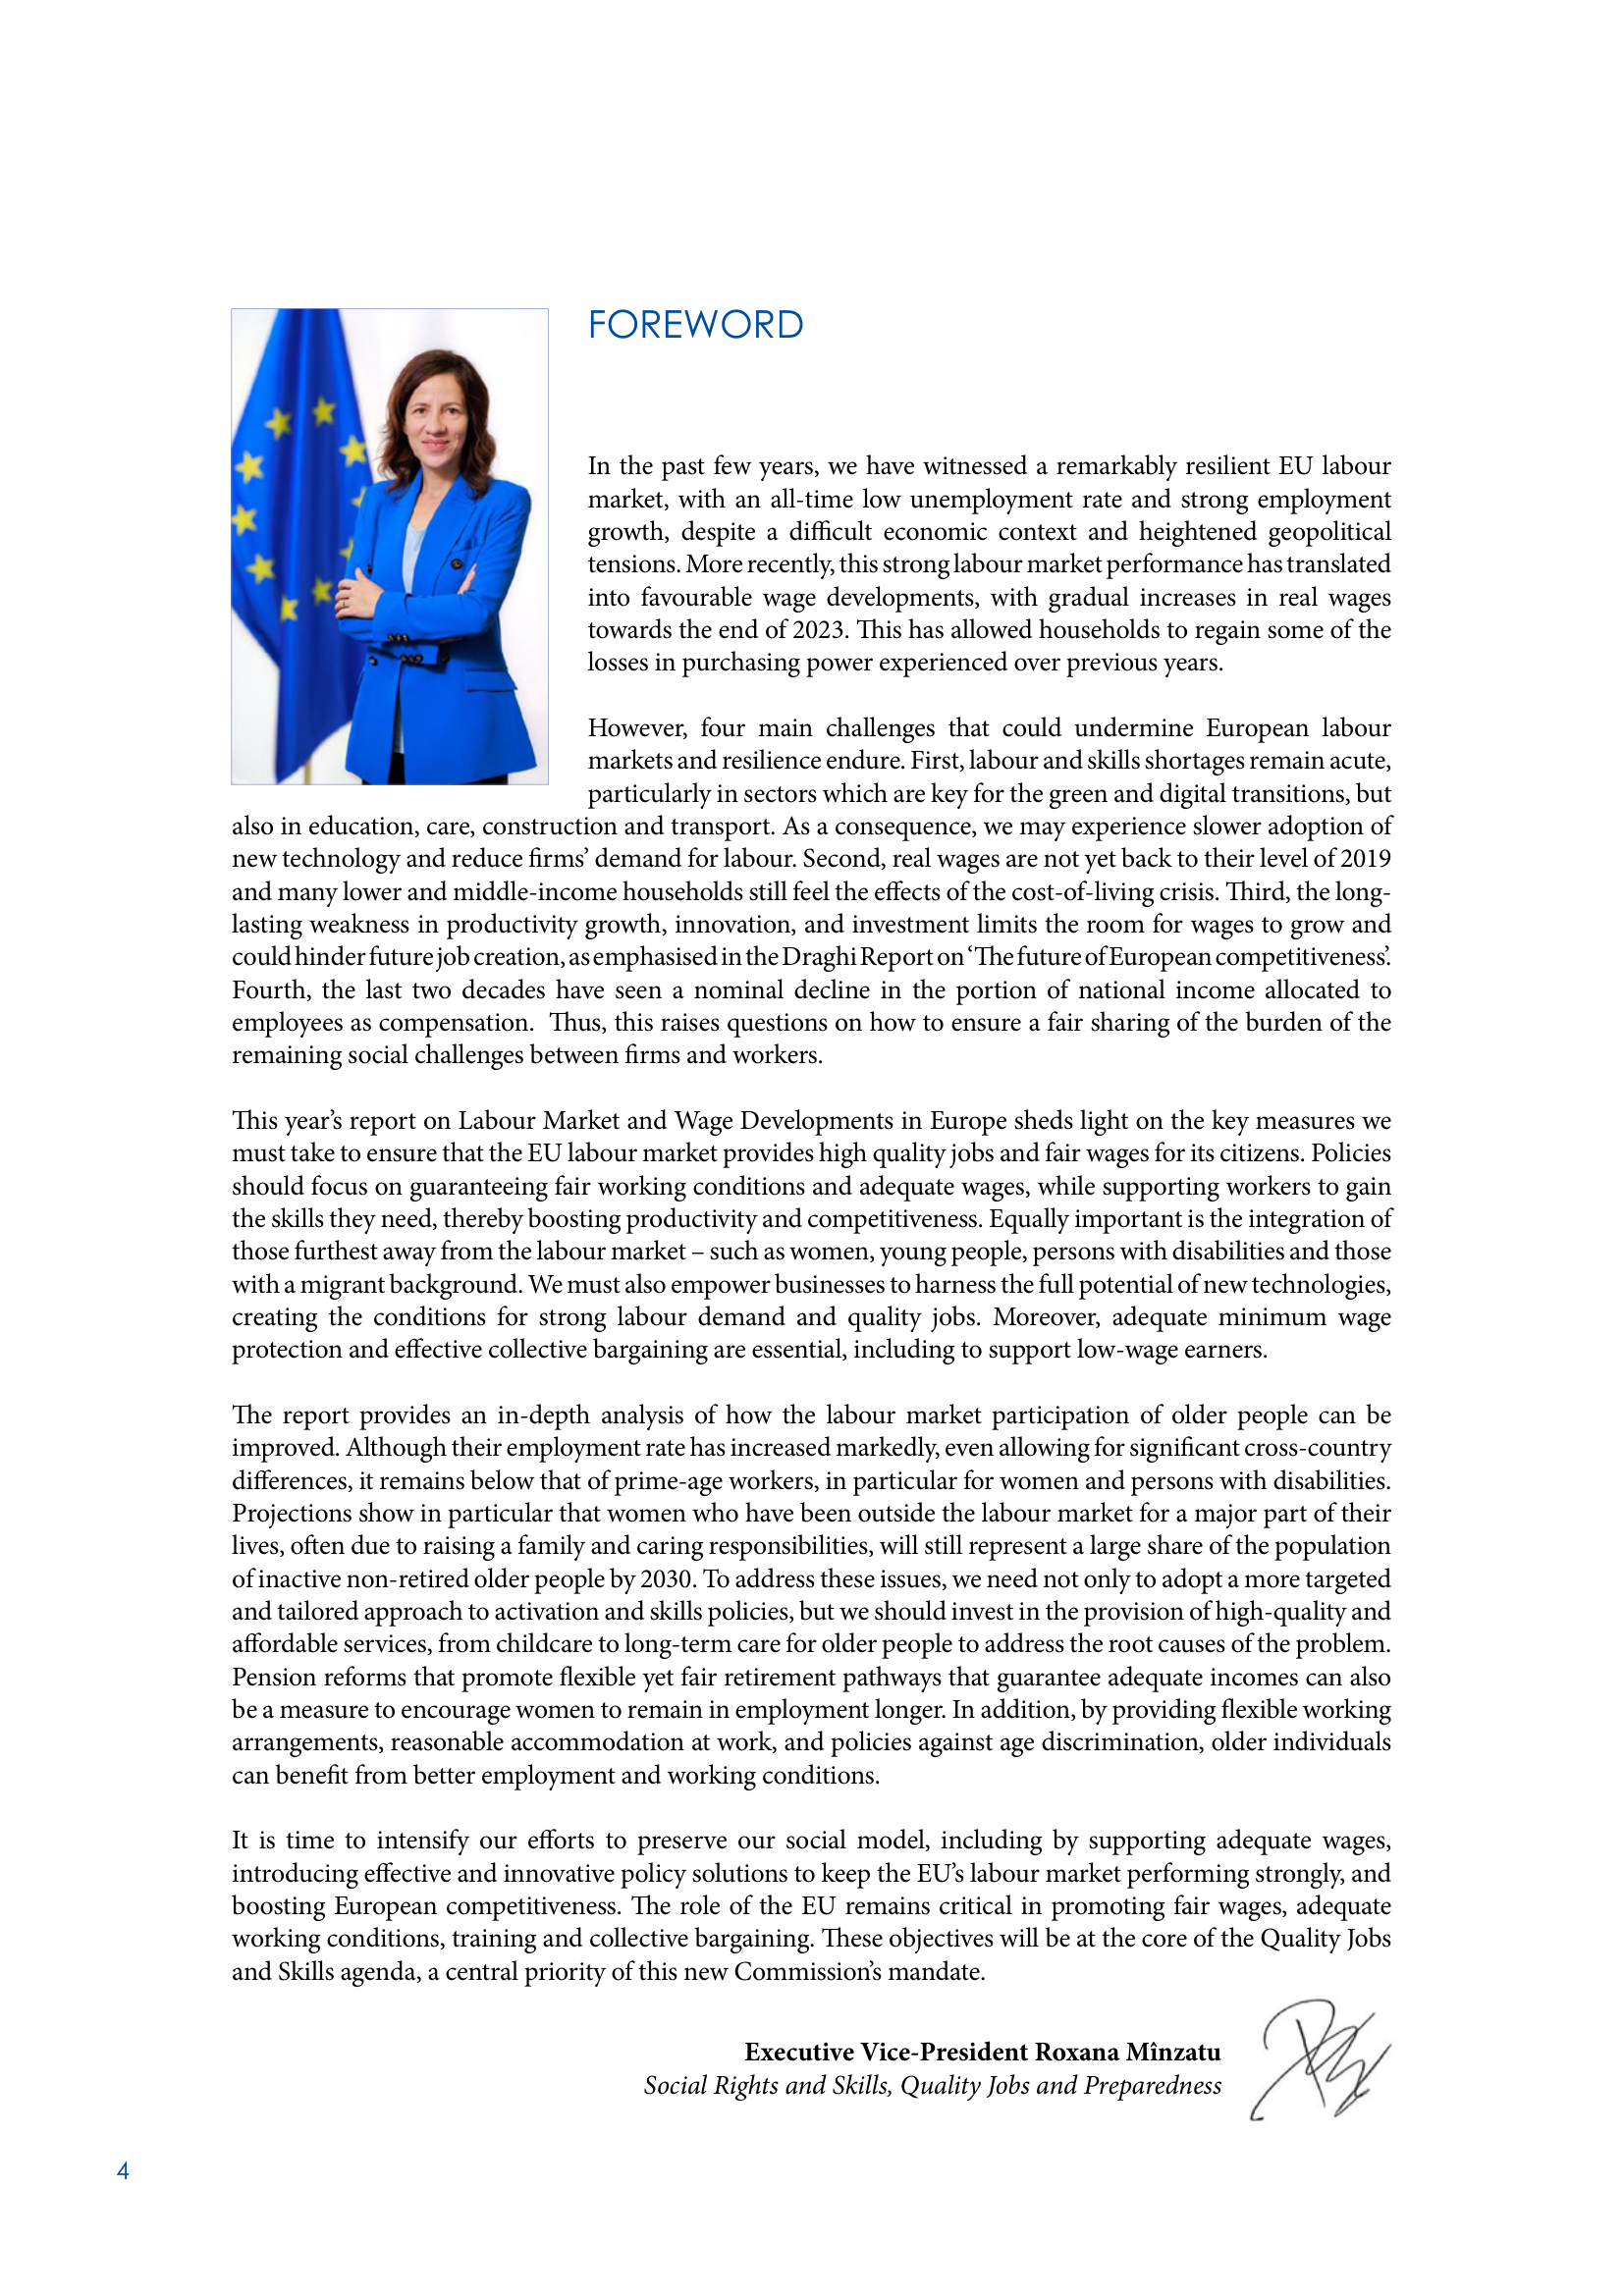 FOREWORD
In the past few years, we have witnessed a remarkably resilient EU labour
market, with an all-time low unemployment rate and strong employment
growth, despite a difficult economic context and heightened geopolitical
tensions. More recently, this strong labour market performance has translated
into favourable wage developments, with gradual increases in real wages
towards the end of 2023. This has allowed households to regain some of the
losses in purchasing power experienced over previous years.
However, four main challenges that could undermine European labour
markets and resilience endure. First, labour and skills shortages remain acute,
particularly in sectors which are key for the green and digital transitions, but
also in education, care, construction and transport. As a consequence, we may experience slower adoption of
new technology and reduce firms’ demand for labour. Second, real wages are not yet back to their level of 2019
and many lower and middle-income households still feel the effects of the cost-of-living crisis. Third, the long-
lasting weakness in productivity growth, innovation, and investment limits the room for wages to grow and
could hinder future job creation, as emphasised in the Draghi Report on ‘The future of European competitiveness’.
Fourth, the last two decades have seen a nominal decline in the portion of national income allocated to
employees as compensation.  Thus, this raises questions on how to ensure a fair sharing of the burden of the
remaining social challenges between firms and workers.
This year’s report on Labour Market and Wage Developments in Europe sheds light on the key measures we
must take to ensure that the EU labour market provides high quality jobs and fair wages for its citizens. Policies
should focus on guaranteeing fair working conditions and adequate wages, while supporting workers to gain
the skills they need, thereby boosting productivity and competitiveness. Equally important is the integration of
those furthest away from the labour market – such as women, young people, persons with disabilities and those
with a migrant background. We must also empower businesses to harness the full potential of new technologies,
creating the conditions for strong labour demand and quality jobs. Moreover, adequate minimum wage
protection and effective collective bargaining are essential, including to support low-wage earners.
The report provides an in-depth analysis of how the labour market participation of older people can be
improved. Although their employment rate has increased markedly, even allowing for significant cross-country
differences, it remains below that of prime-age workers, in particular for women and persons with disabilities.
Projections show in particular that women who have been outside the labour market for a major part of their
lives, often due to raising a family and caring responsibilities, will still represent a large share of the population
of inactive non-retired older people by 2030. To address these issues, we need not only to adopt a more targeted
and tailored approach to activation and skills policies, but we should invest in the provision of high-quality and
affordable services, from childcare to long-term care for older people to address the root causes of the problem.
Pension reforms that promote flexible yet fair retirement pathways that guarantee adequate incomes can also
be a measure to encourage women to remain in employment longer. In addition, by providing flexible working
arrangements, reasonable accommodation at work, and policies against age discrimination, older individuals
can benefit from better employment and working conditions.
It is time to intensify our efforts to preserve our social model, including by supporting adequate wages,
introducing effective and innovative policy solutions to keep the EU’s labour market performing strongly, and
boosting European competitiveness. The role of the EU remains critical in promoting fair wages, adequate
working conditions, training and collective bargaining. These objectives will be at the core of the Quality Jobs
and Skills agenda, a central priority of this new Commission’s mandate.
Executive Vice-President Roxana Mînzatu
Social Rights and Skills, Quality Jobs and Preparedness
4